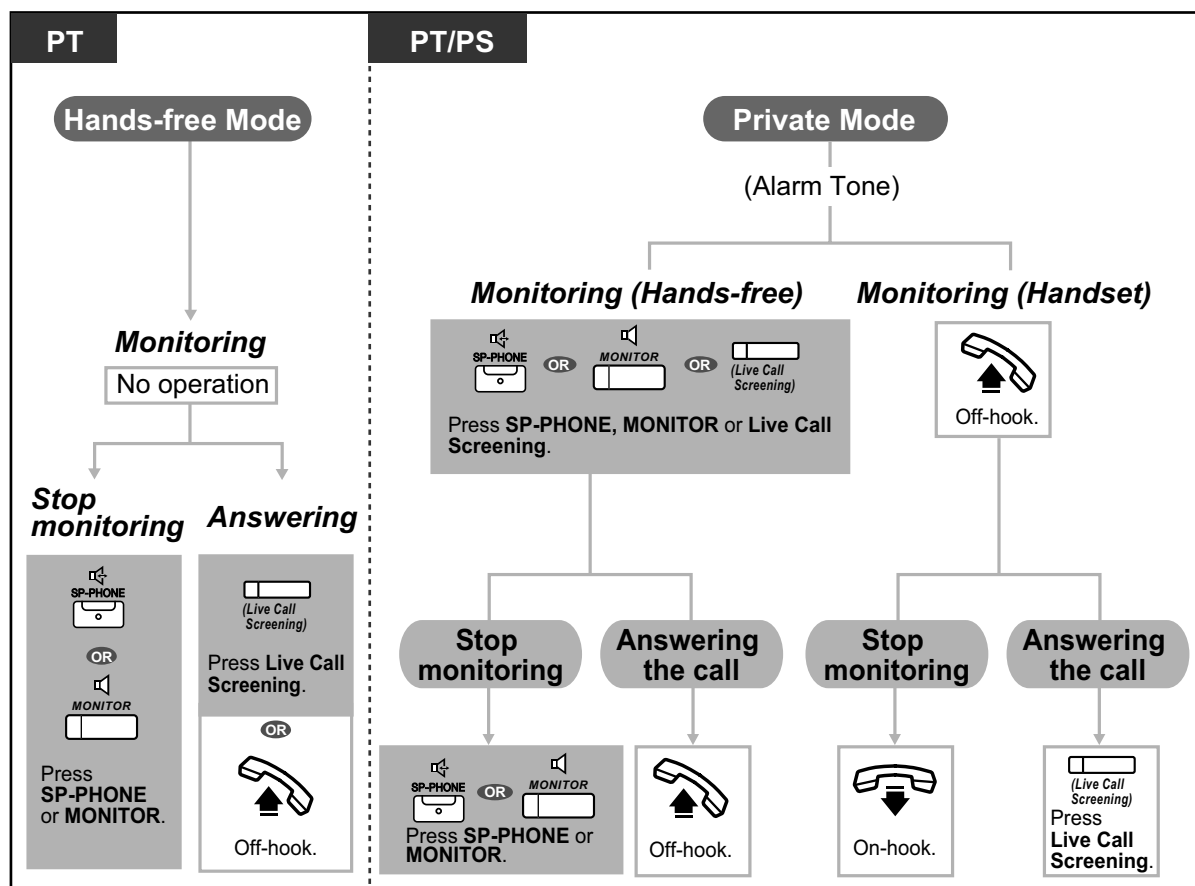 PT
Hands-free Mode
Monitoring
No operation
Stop
monitoring
SP-PHONE
OR
MONITOR
Press
SP-PHONE
or MONITOR.
Answering
(Live Call
Screening)
Press Live Call
Screening.
OR
Off-hook.
PT/PS
Private Mode
(Alarm Tone)
Monitoring (Hands-free)
SP-PHONE OR MONITOR OR (Live Call
Screening)
Press SP-PHONE, MONITOR or Live Call
Screening.
Stop
monitoring
SP-PHONE OR MONITOR
Press SP-PHONE or
MONITOR.
Answering
the call
Off-hook.
Monitoring (Handset)
Off-hook.
Stop
monitoring
On-hook.
Answering
the call
(Live Call
Screening)
Press
Live Call
Screening.